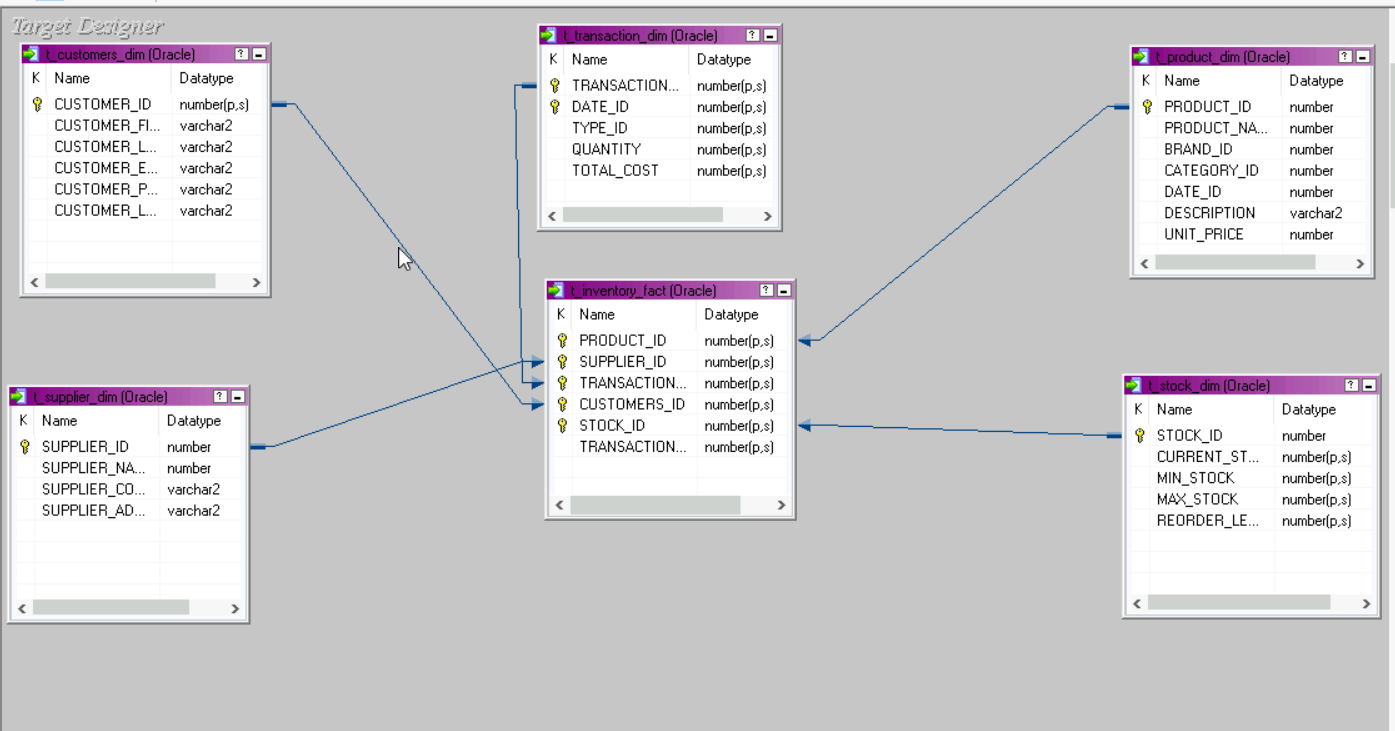 Target Designer
t_customers_dim (Oracle)
K Name Datatype
CUSTOMER_ID number(p,s)
CUSTOMER_FI... varchar2
CUSTOMER_L... varchar2
CUSTOMER_E... varchar2
CUSTOMER_P... varchar2
CUSTOMER_L... varchar2
t_transaction_dim (Oracle)
K Name Datatype
TRANSACTION... number(p,s)
DATE_ID number(p,s)
TYPE_ID number(p,s)
QUANTITY number(p,s)
TOTAL_COST number(p,s)
t_product_dim (Oracle)
K Name Datatype
PRODUCT_ID number
PRODUCT_NA... number
BRAND_ID number
CATEGORY_ID number
DATE_ID number
DESCRIPTION varchar2
UNIT_PRICE number
t_inventory_fact (Oracle)
K Name Datatype
PRODUCT_ID number(p,s)
SUPPLIER_ID number(p,s)
TRANSACTION... number(p,s)
CUSTOMERS_ID number(p,s)
STOCK_ID number(p,s)
TRANSACTION... number(p,s)
t_supplier_dim (Oracle)
K Name Datatype
SUPPLIER_ID number
SUPPLIER_NA... number
SUPPLIER_CO... varchar2
SUPPLIER_AD... varchar2
t_stock_dim (Oracle)
K Name Datatype
STOCK_ID number
CURRENT_ST... number(p,s)
MIN_STOCK number(p,s)
MAX_STOCK number(p,s)
REORDER_LE... number(p,s)